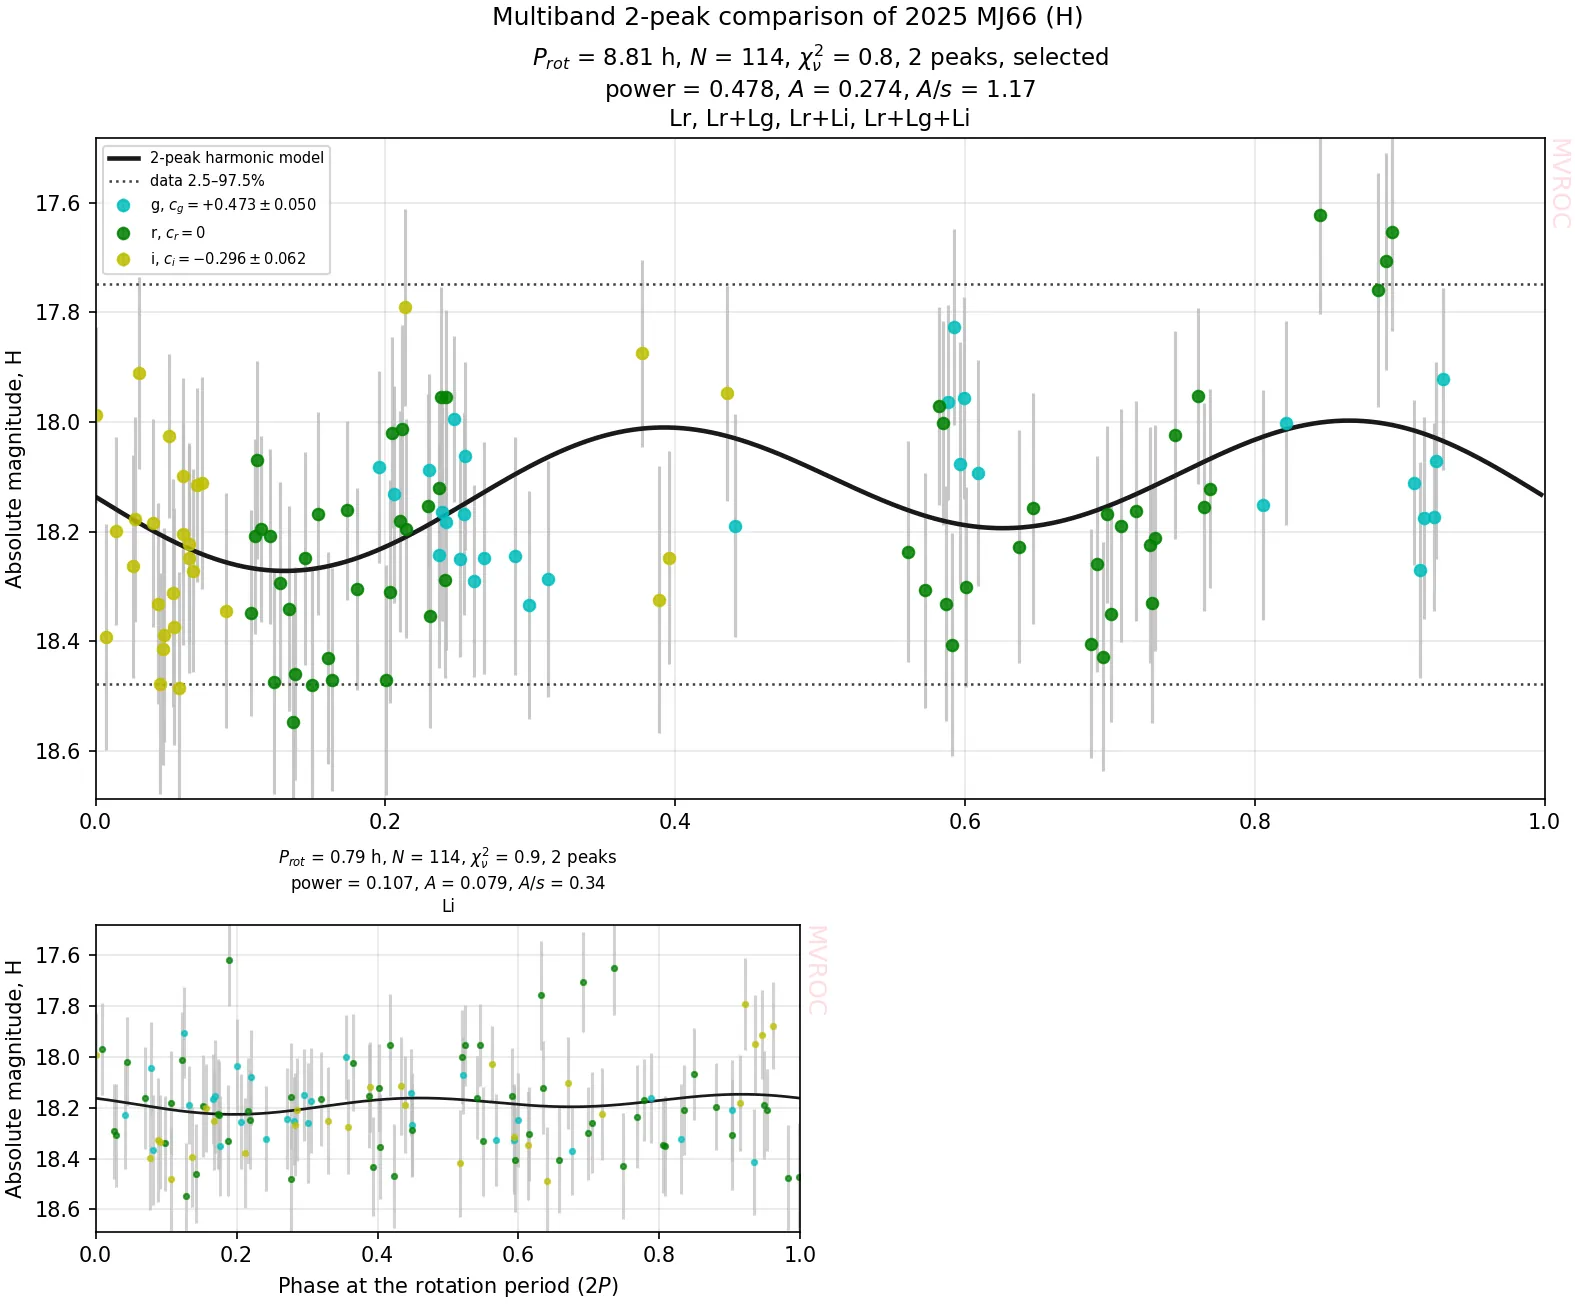 Multiband 2-peak comparison of 2025 MJ66 (H)
P_rot = 8.81 h, N = 114, χ²_ν = 0.8, 2 peaks, selected
power = 0.478, A = 0.274, A/s = 1.17
Lr, Lr+Lg, Lr+Li, Lr+Lg+Li
2-peak harmonic model
data 2.5–97.5%
g, c_g = +0.473 ± 0.050
r, c_r = 0
i, c_i = −0.296 ± 0.062
MVROC
Absolute magnitude, H
17.6
17.8
18.0
18.2
18.4
18.6
0.0 0.2 0.4 0.6 0.8 1.0
P_rot = 0.79 h, N = 114, χ²_ν = 0.9, 2 peaks
power = 0.107, A = 0.079, A/s = 0.34
Li
MVROC
Absolute magnitude, H
17.6
17.8
18.0
18.2
18.4
18.6
0.0 0.2 0.4 0.6 0.8 1.0
Phase at the rotation period (2P)